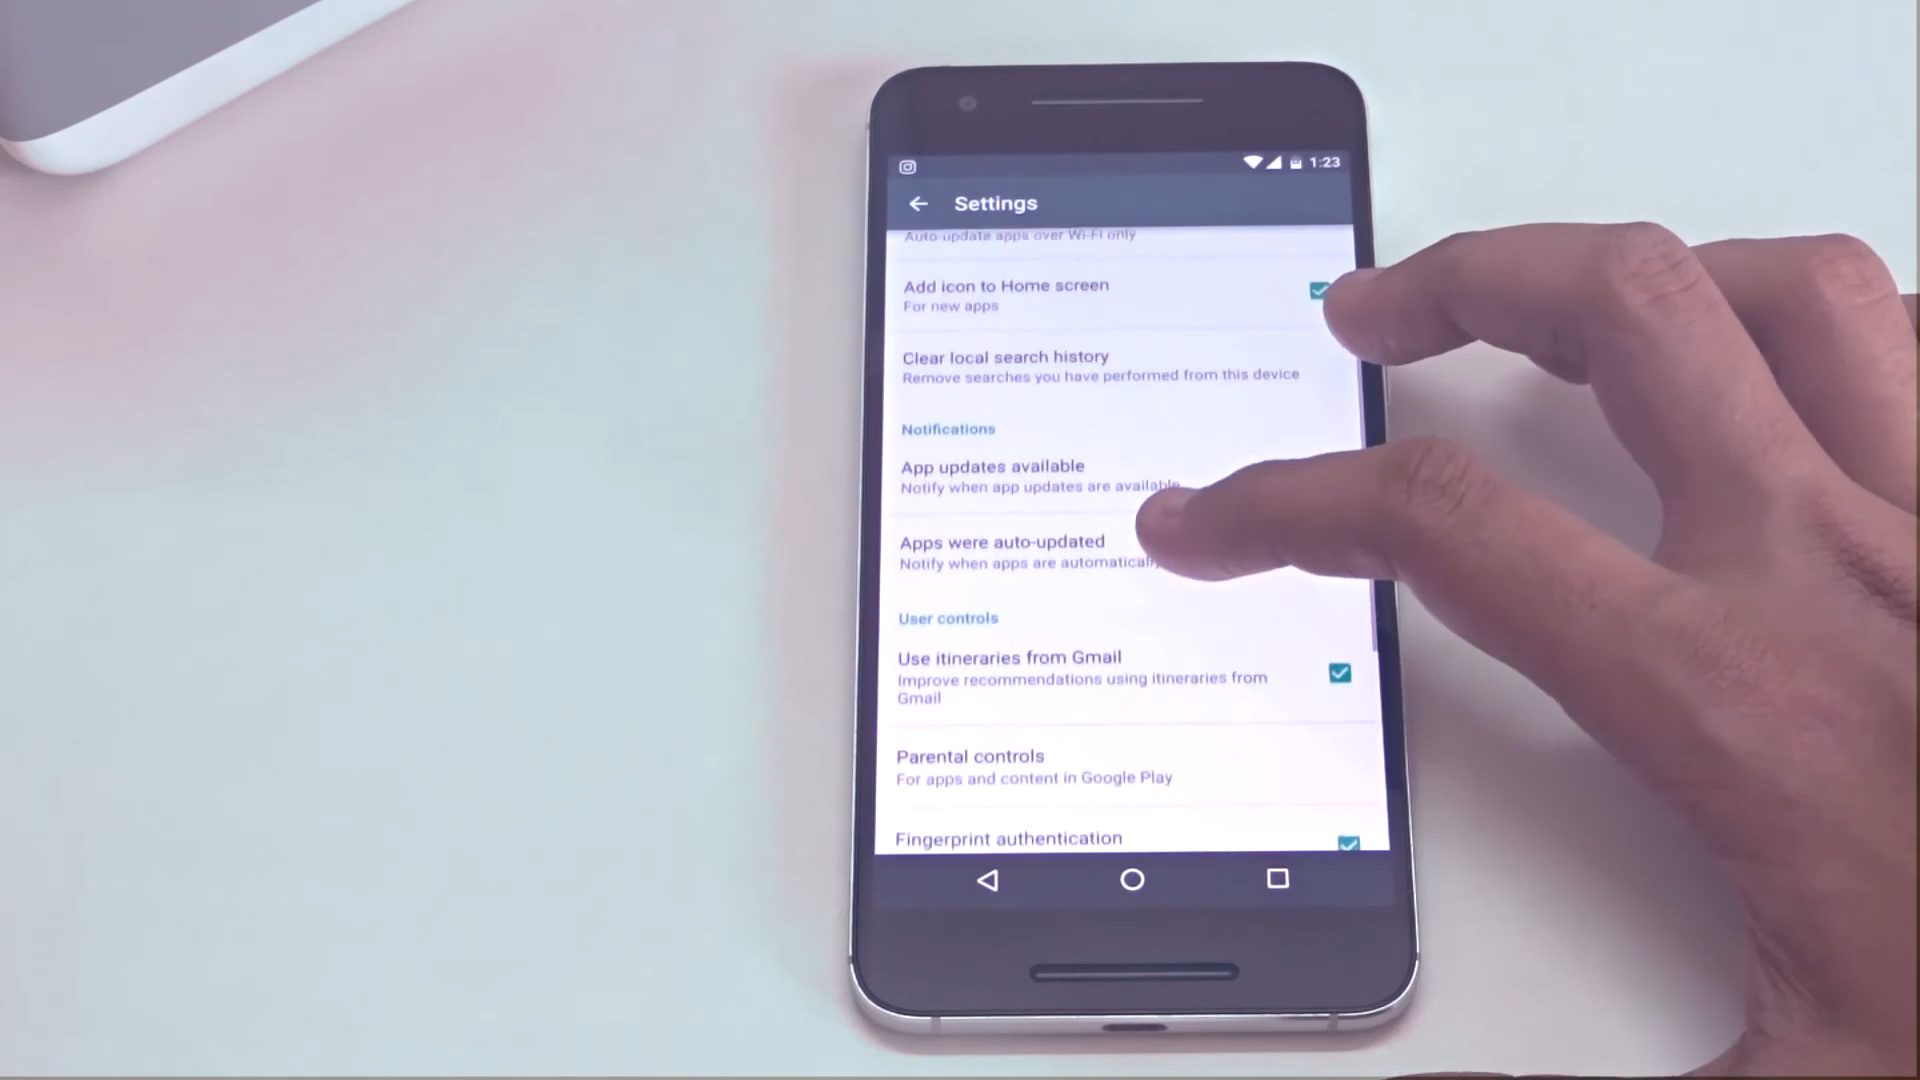 1:23
Settings
Auto-update apps over Wi-Fi only
Add icon to Home screen
For new apps
Clear local search history
Remove searches you have performed from this device
Notifications
App updates available
Notify when app updates are available
Apps were auto-updated
Notify when apps are automatically
User controls
Use itineraries from Gmail
Improve recommendations using itineraries from
Gmail
Parental controls
For apps and content in Google Play
Fingerprint authentication